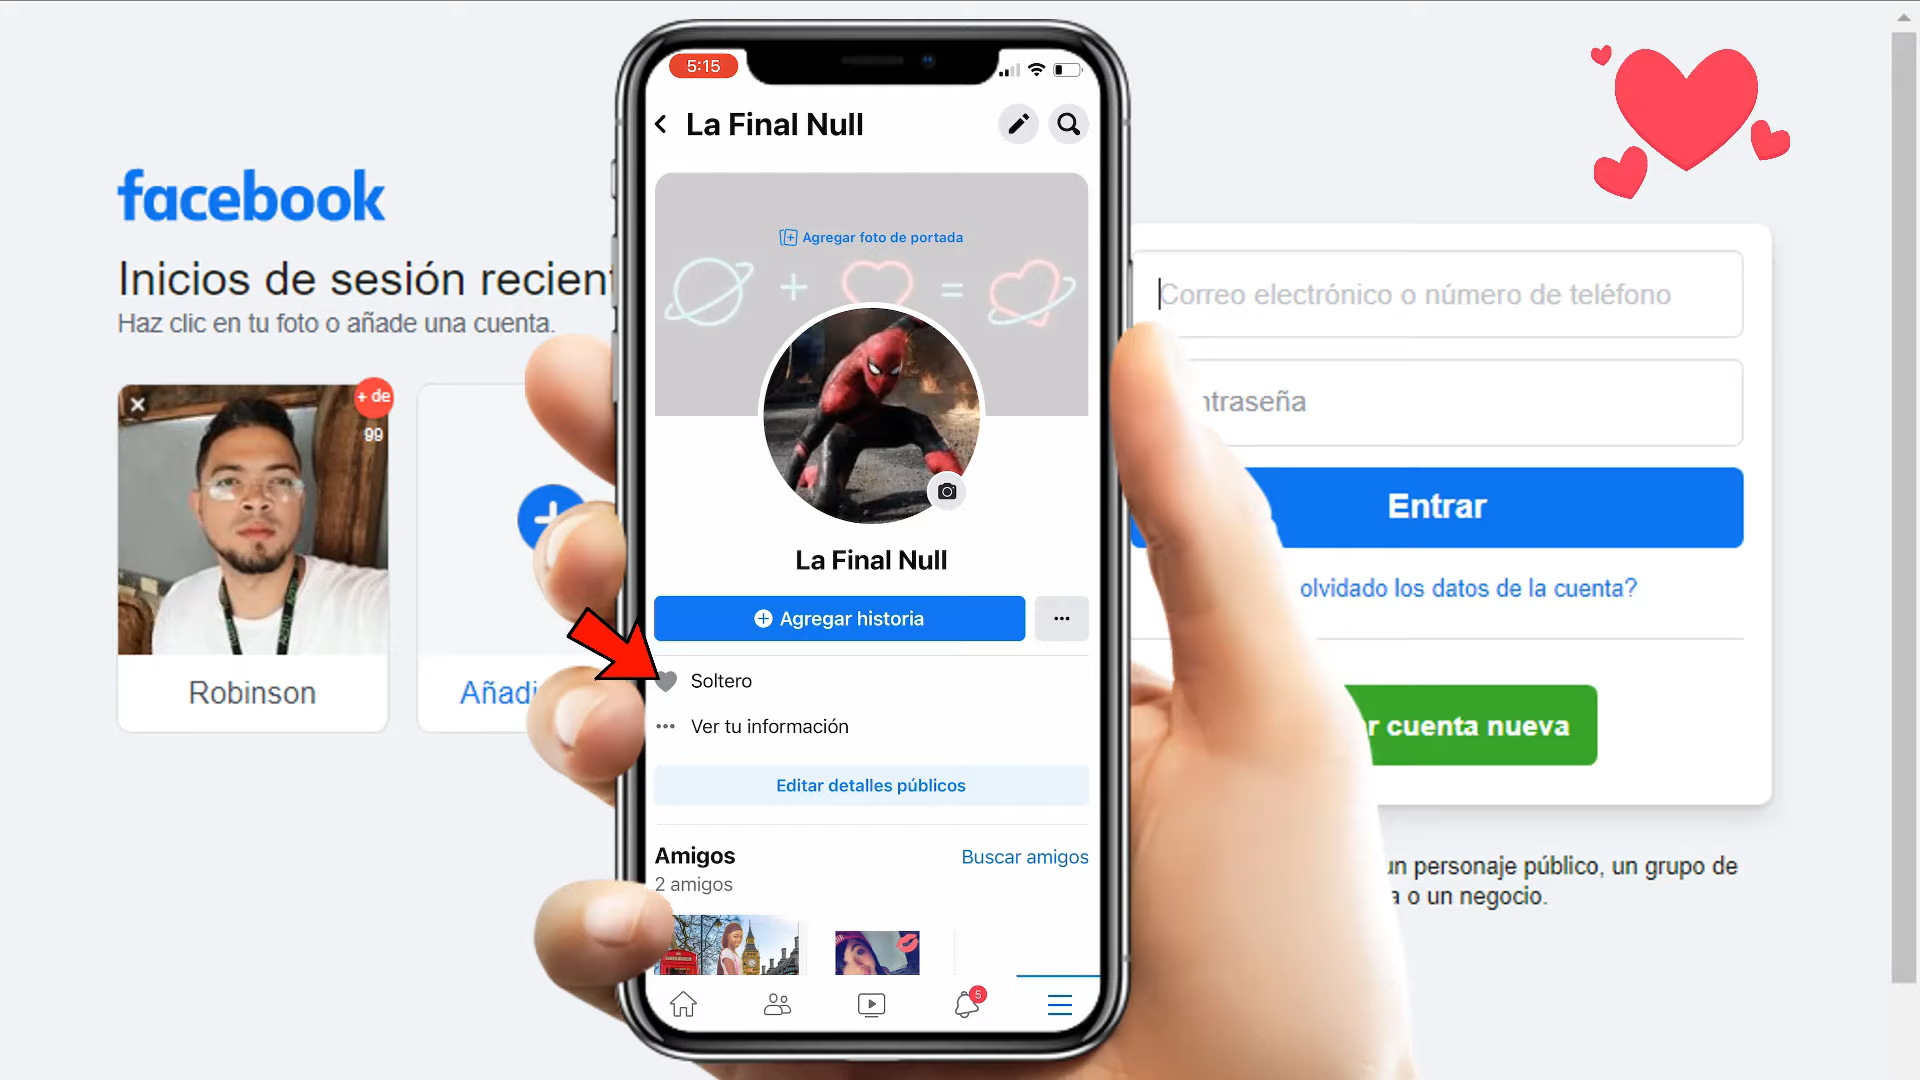 facebook
Inicios de sesión recient
Haz clic en tu foto o añade una cuenta.
+ de
99
Robinson
Añadi
5:15
La Final Null
Agregar foto de portada
La Final Null
Agregar historia
Soltero
Ver tu información
Editar detalles públicos
Amigos
Buscar amigos
2 amigos
5
Correo electrónico o número de teléfono
ntraseña
Entrar
olvidado los datos de la cuenta?
r cuenta nueva
un personaje público, un grupo de
a o un negocio.